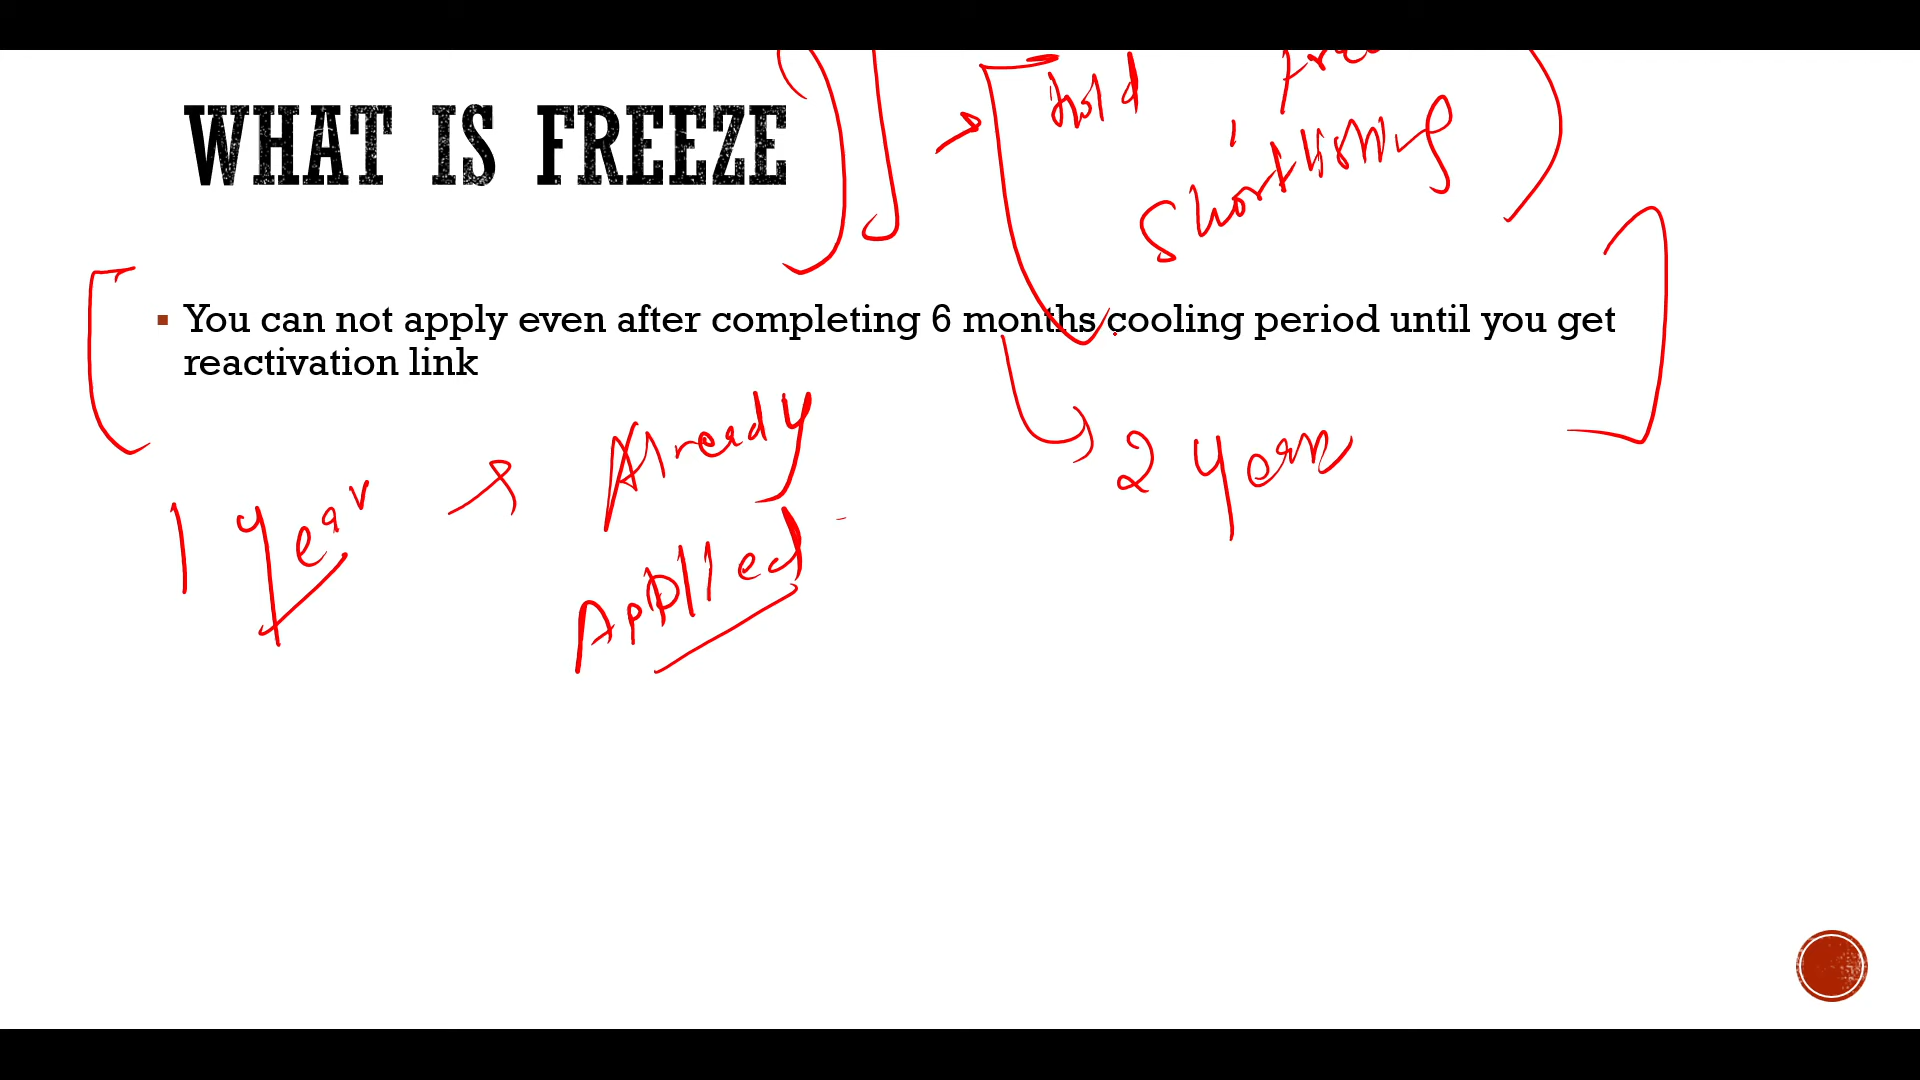 hold
WHAT IS FREEZE
Shortlisting
You can not apply even after completing 6 months cooling period until you get
reactivation link
1 Year → Already
Applied
2 Years